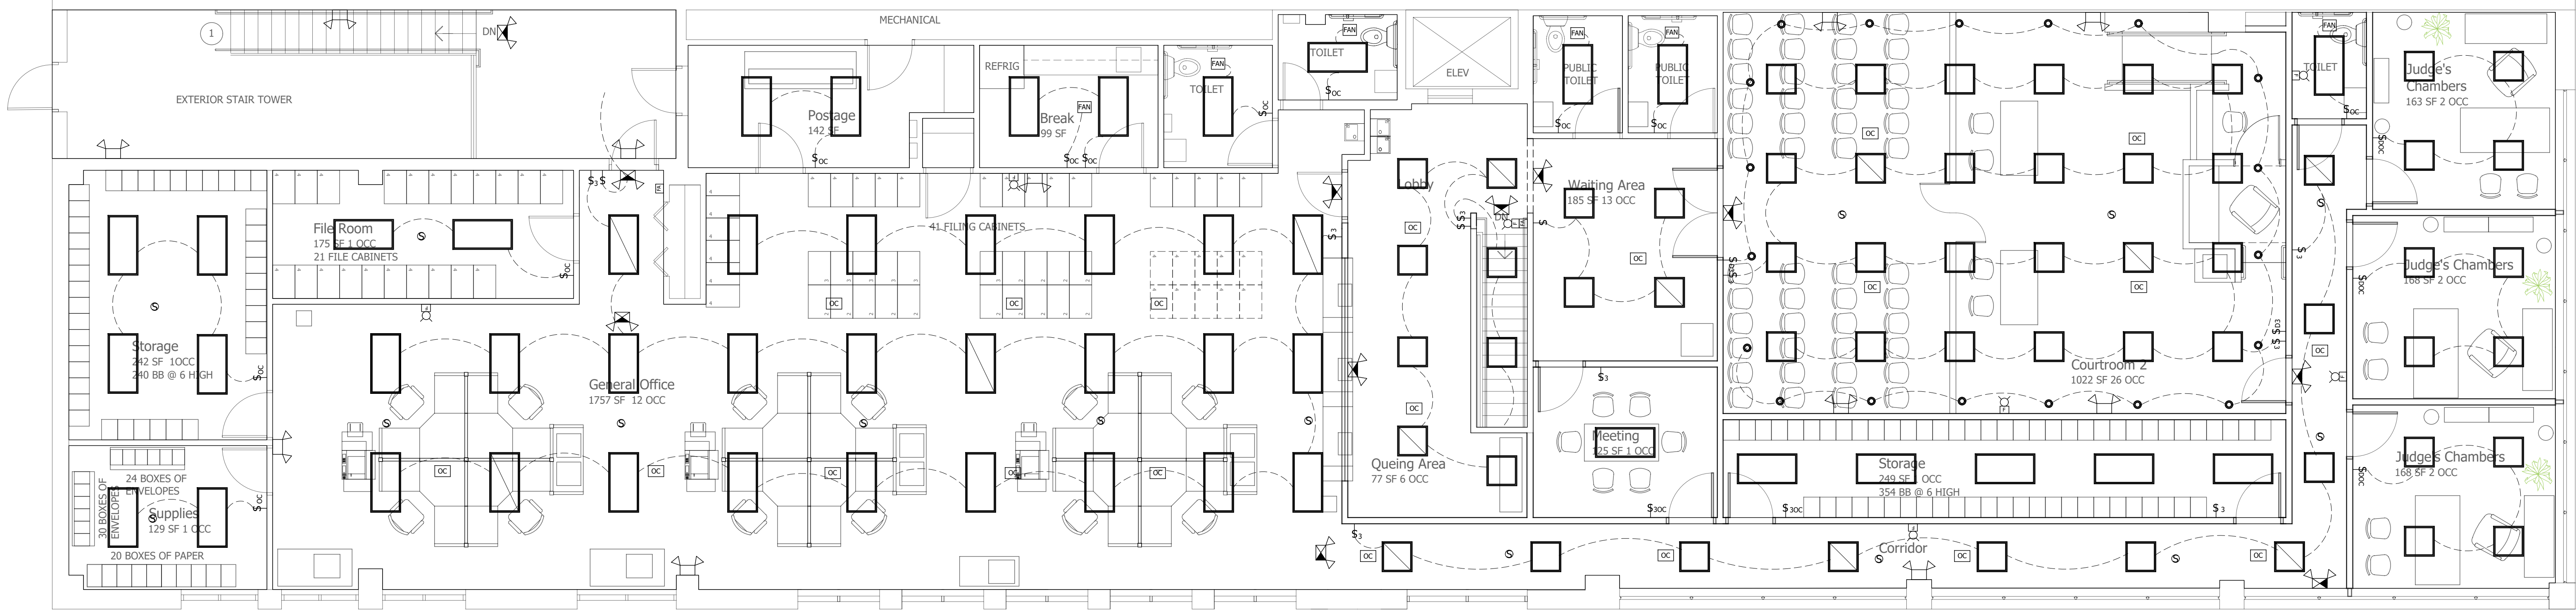 MECHANICAL
1
DN
EXTERIOR STAIR TOWER
REFRIG
Postage
142 SF
Break
99 SF
FAN
TOILET
FAN
TOILET
FAN
ELEV
PUBLIC
TOILET
FAN
PUBLIC
TOILET
FAN
TOILET
FAN
Judge's
Chambers
163 SF 2 OCC
File Room
175 SF 1 OCC
21 FILE CABINETS
41 FILING CABINETS
Lobby
DN
Waiting Area
185 SF 13 OCC
Judge's Chambers
168 SF 2 OCC
Storage
242 SF 1OCC
240 BB @ 6 HIGH
General Office
1757 SF 12 OCC
Courtroom 2
1022 SF 26 OCC
Queing Area
77 SF 6 OCC
Meeting
125 SF 1 OCC
Storage
249 SF 1 OCC
354 BB @ 6 HIGH
Judge's Chambers
168 SF 2 OCC
24 BOXES OF
ENVELOPES
30 BOXES OF
ENVELOPES
Supplies
129 SF 1 OCC
20 BOXES OF PAPER
Corridor